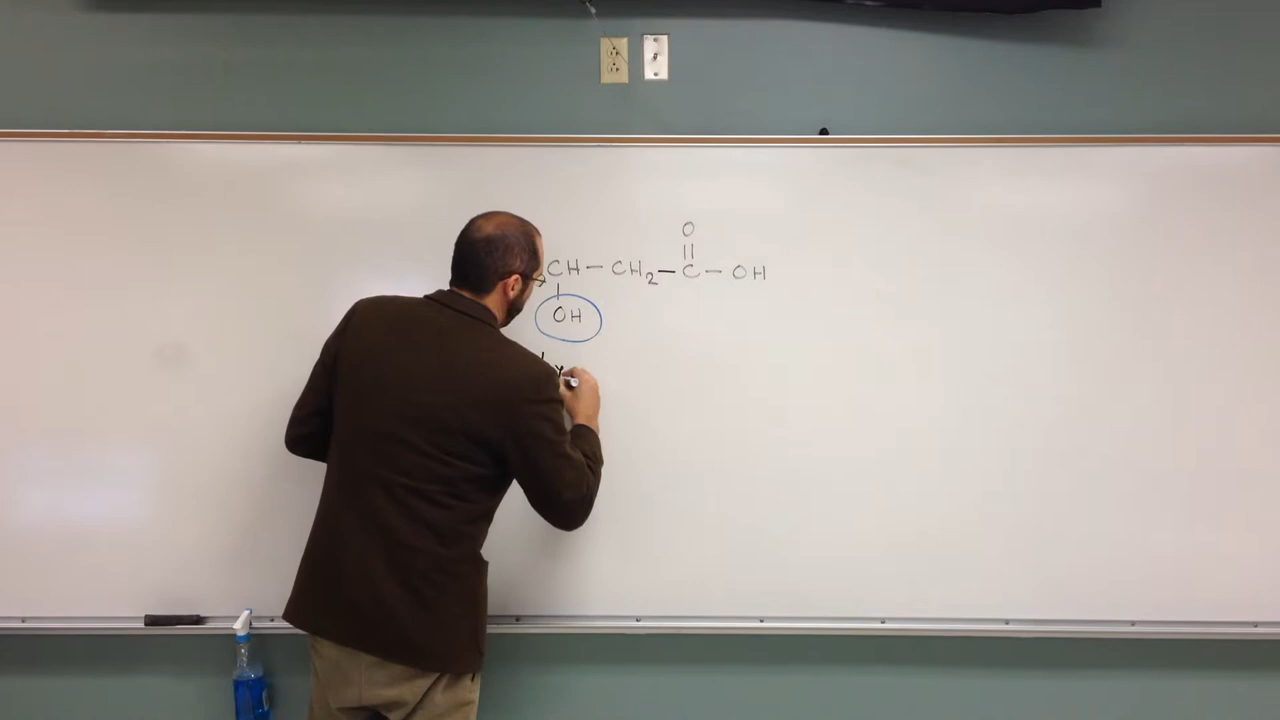 O
CH – CH₂ – C – OH
OH